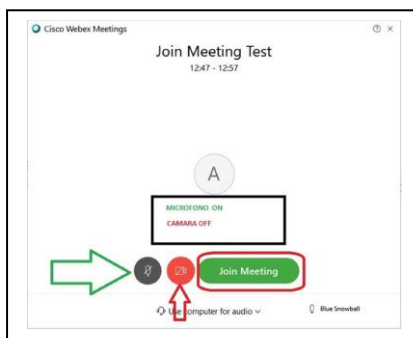 Cisco Webex Meetings
Join Meeting Test
12:47 - 12:57
A
MICROFONO ON
CAMARA OFF
Join Meeting
Use computer for audio
Blue Snowball